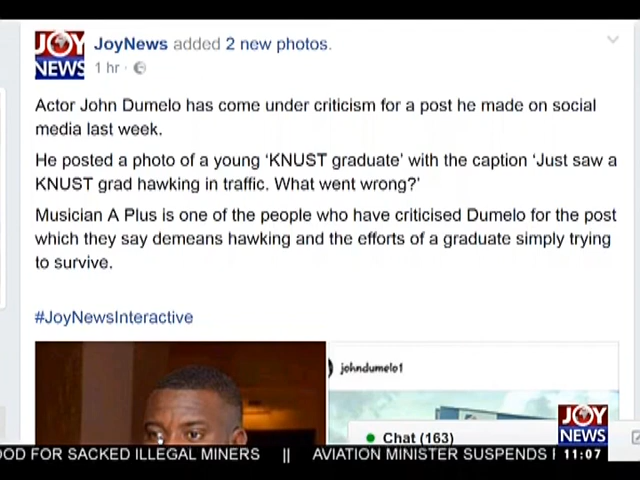 JOY
NEWS
JoyNews added 2 new photos.
1 hr ·
Actor John Dumelo has come under criticism for a post he made on social
media last week.
He posted a photo of a young ‘KNUST graduate’ with the caption ‘Just saw a
KNUST grad hawking in traffic. What went wrong?’
Musician A Plus is one of the people who have criticised Dumelo for the post
which they say demeans hawking and the efforts of a graduate simply trying
to survive.
#JoyNewsInteractive
johndumelo1
Chat (163)
JOY
NEWS
OOD FOR SACKED ILLEGAL MINERS || AVIATION MINISTER SUSPENDS
11:07